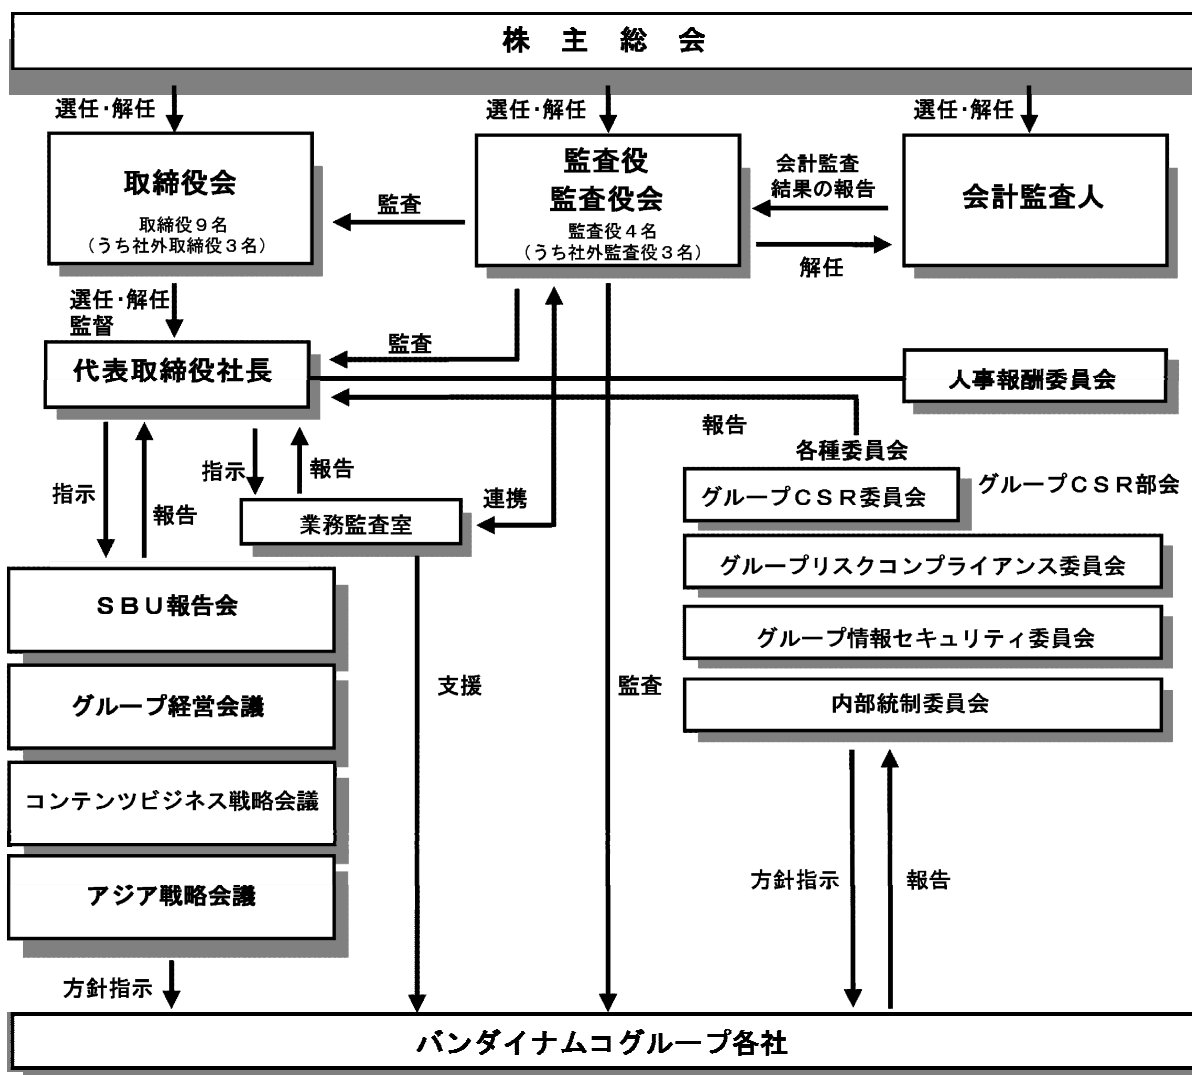 株 主 総 会
選任・解任
選任・解任
選任・解任
取締役会
取締役９名
（うち社外取締役３名）
監査
監査役
監査役会
監査役４名
（うち社外監査役３名）
会計監査
結果の報告
解任
会計監査人
選任・解任
監督
監査
代表取締役社長
人事報酬委員会
報告
各種委員会
指示
報告
指示
報告
業務監査室
連携
グループＣＳＲ委員会
グループＣＳＲ部会
グループリスクコンプライアンス委員会
グループ情報セキュリティ委員会
内部統制委員会
ＳＢＵ報告会
グループ経営会議
コンテンツビジネス戦略会議
アジア戦略会議
支援
監査
方針指示
報告
方針指示
バンダイナムコグループ各社